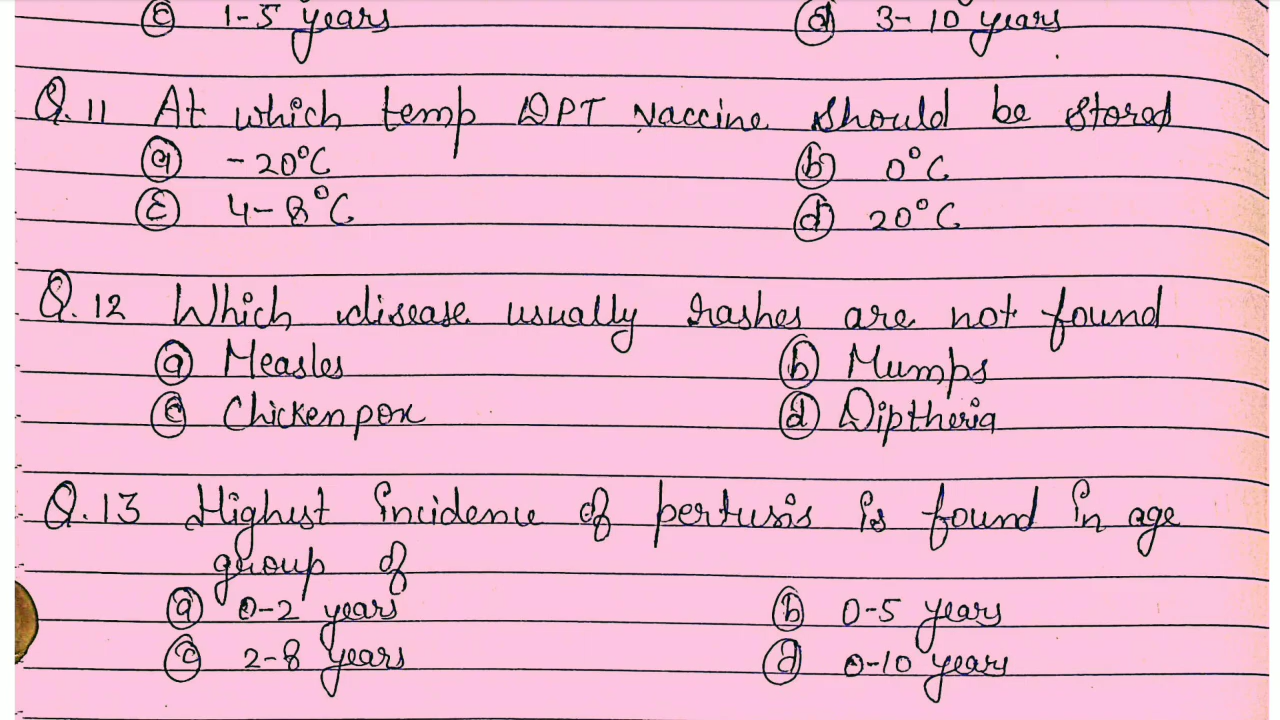 (c) 1-5 years (d) 3-10 years
Q.11 At which temp DPT vaccine should be stored
(a) -20°C (b) 0°C
(c) 4-8°C (d) 20°C
Q.12 Which disease usually rashes are not found
(a) Measles (b) Mumps
(c) Chickenpox (d) Diptheria
Q.13 Highest incidence of pertusis is found in age
group of
(a) 0-2 years (b) 0-5 years
(c) 2-8 years (d) 0-10 years